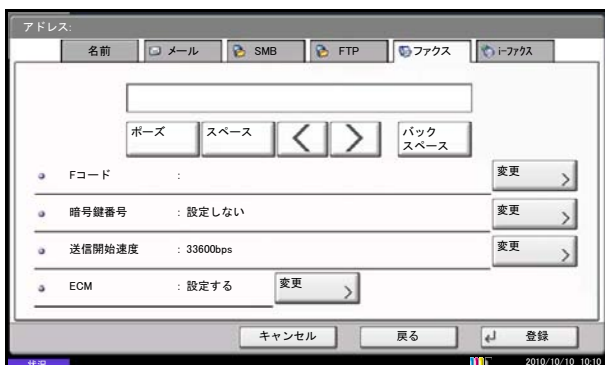 アドレス:
名前 メール SMB FTP ファクス i-ファクス
ポーズ スペース バック
スペース
Fコード : 変更
暗号鍵番号 : 設定しない 変更
送信開始速度 : 33600bps 変更
ECM : 設定する 変更
キャンセル 戻る 登録
状況 2010/10/10 10:10